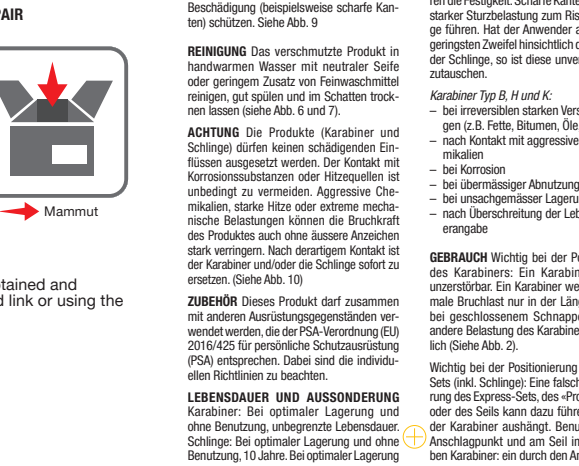 PAIR
Mammut
tained and
d link or using the
Beschädigung (beispielsweise scharfe Kan-
ten) schützen. Siehe Abb. 9
REINIGUNG Das verschmutzte Produkt in
handwarmen Wasser mit neutraler Seife
oder geringem Zusatz von Feinwaschmittel
reinigen, gut spülen und im Schatten trock-
nen lassen (siehe Abb. 6 und 7).
ACHTUNG Die Produkte (Karabiner und
Schlinge) dürfen keinen schädigenden Ein-
flüssen ausgesetzt werden. Der Kontakt mit
Korrosionssubstanzen oder Hitzequellen ist
unbedingt zu vermeiden. Aggressive Che-
mikalien, starke Hitze oder extreme mecha-
nische Belastungen können die Bruchkraft
des Produktes auch ohne äussere Anzeichen
stark verringern. Nach derartigem Kontakt ist
der Karabiner und/oder die Schlinge sofort zu
ersetzen. (Siehe Abb. 10)
ZUBEHÖR Dieses Produkt darf zusammen
mit anderen Ausrüstungsgegenständen ver-
wendet werden, die der PSA-Verordnung (EU)
2016/425 für persönliche Schutzausrüstung
(PSA) entsprechen. Dabei sind die individu-
ellen Richtlinien zu beachten.
LEBENSDAUER UND AUSSONDERUNG
Karabiner: Bei optimaler Lagerung und
ohne Benutzung, unbegrenzte Lebensdauer.
Schlinge: Bei optimaler Lagerung und ohne
Benutzung, 10 Jahre. Bei optimaler Lagerung
ren die Festigkeit. Scharfe Kante
starker Sturzbelastung zum Ris
ge führen. Hat der Anwender a
geringsten Zweifel hinsichtlich d
der Schlinge, so ist diese unver
zutauschen.
Karabiner Typ B, H und K:
– bei irreversiblen starken Vers
gen (z.B. Fette, Bitumen, Öle
– nach Kontakt mit aggressive
mikalien
– bei Korrosion
– bei übermässiger Abnutzung
– bei unsachgemässer Lageru
– nach Überschreitung der Leb
erangabe
GEBRAUCH Wichtig bei der Po
des Karabiners: Ein Karabin
unzerstörbar. Ein Karabiner we
male Bruchlast nur in der Läng
bei geschlossenem Schnappe
andere Belastung des Karabine
lich (Siehe Abb. 2).
Wichtig bei der Positionierung
Sets (inkl. Schlinge): Eine falsch
rung des Express-Sets, des «Pro
oder des Seils kann dazu führe
der Karabiner aushängt. Benu
Anschlagpunkt und am Seil in
ben Karabiner: ein durch den An